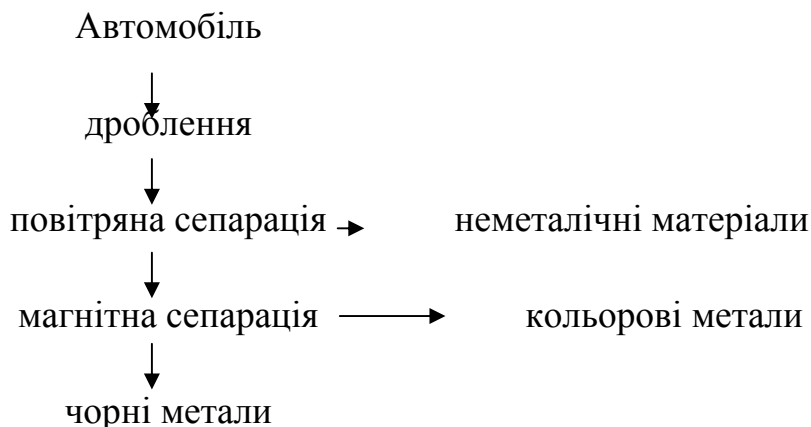 Автомобіль
дроблення
повітряна сепарація неметалічні матеріали
магнітна сепарація кольорові метали
чорні метали